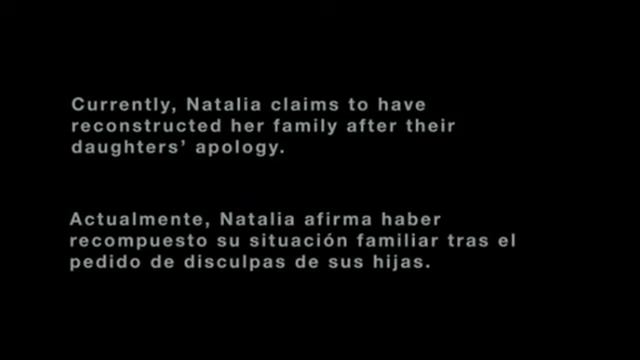 Currently, Natalia claims to have
reconstructed her family after their
daughters’ apology.
Actualmente, Natalia afirma haber
recompuesto su situación familiar tras el
pedido de disculpas de sus hijas.